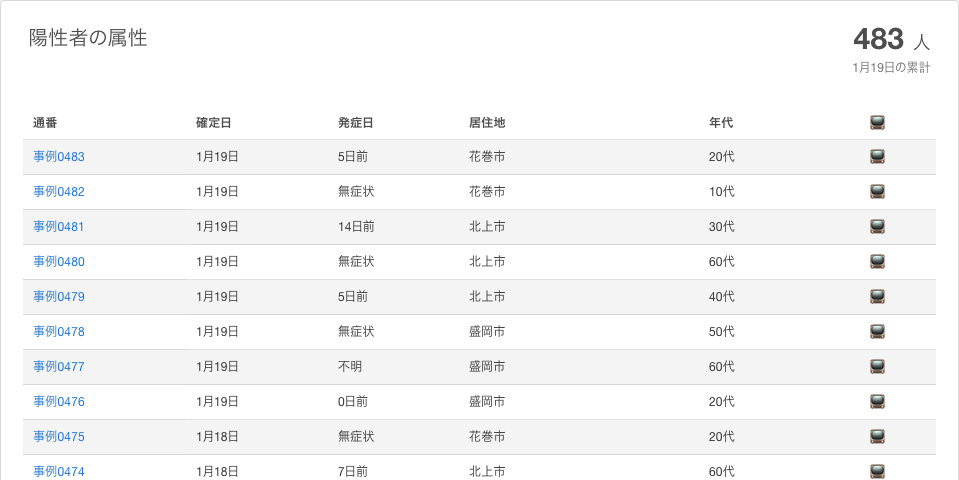 陽性者の属性
483 人
1月19日の累計
通番 確定日 発症日 居住地 年代
事例0483 1月19日 5日前 花巻市 20代
事例0482 1月19日 無症状 花巻市 10代
事例0481 1月19日 14日前 北上市 30代
事例0480 1月19日 無症状 北上市 60代
事例0479 1月19日 5日前 北上市 40代
事例0478 1月19日 無症状 盛岡市 50代
事例0477 1月19日 不明 盛岡市 60代
事例0476 1月19日 0日前 盛岡市 20代
事例0475 1月18日 無症状 花巻市 20代
事例0474 1月18日 7日前 北上市 60代